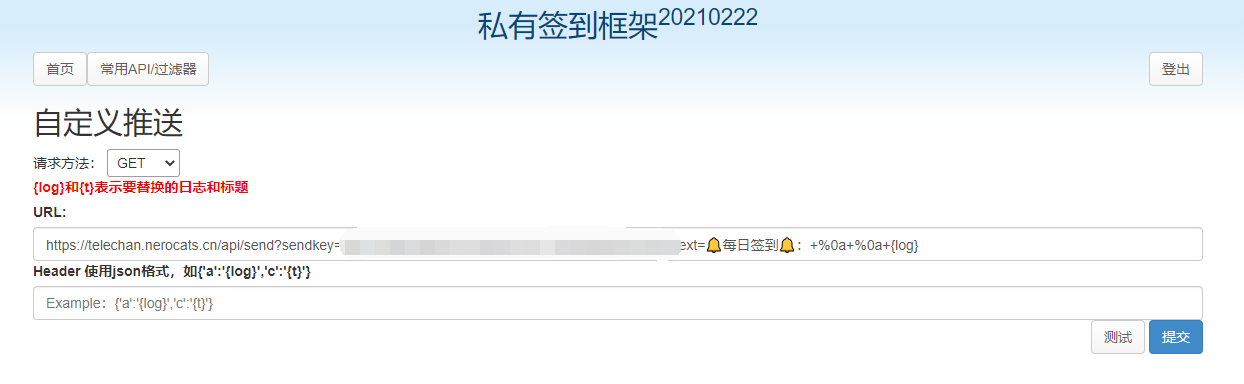 私有签到框架20210222
首页 常用API/过滤器 登出
自定义推送
请求方法： GET
{log}和{t}表示要替换的日志和标题
URL:
https://telechan.nerocats.cn/api/send?sendkey= ext=🔔每日签到🔔：+%0a+%0a+{log}
Header 使用json格式，如{'a':'{log}','c':'{t}'}
Example：{'a':'{log}','c':'{t}'}
测试 提交